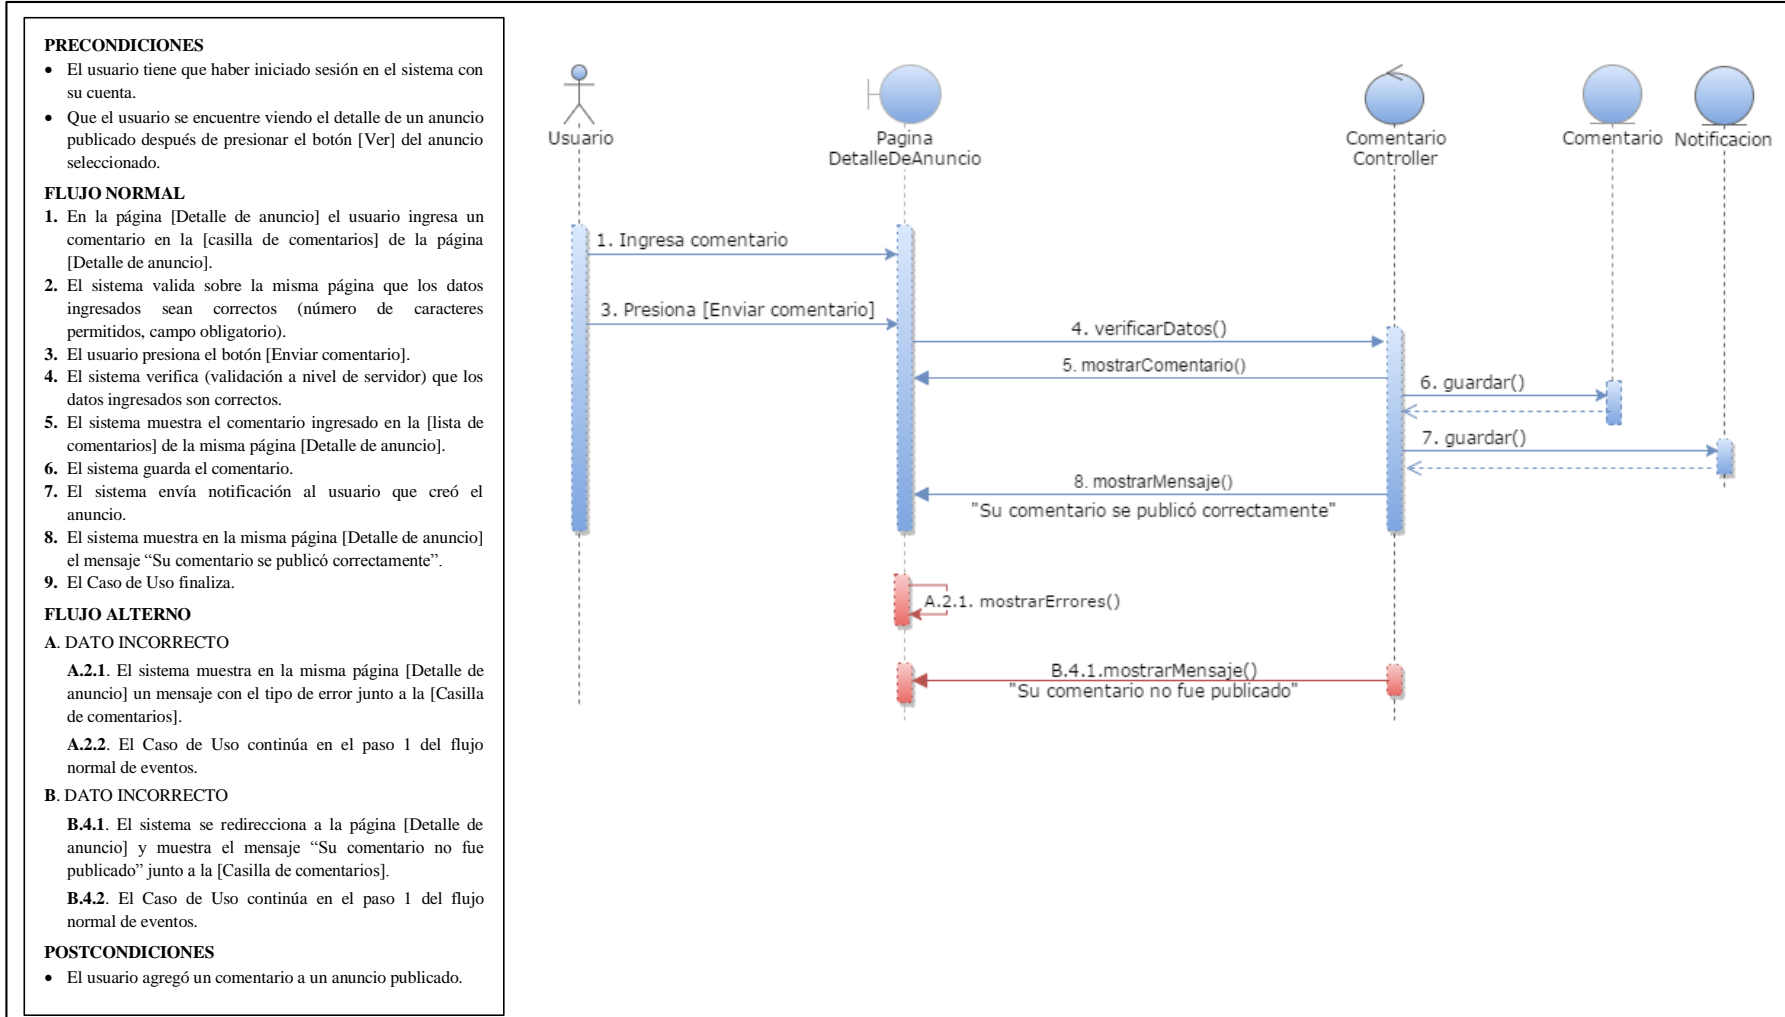 PRECONDICIONES
• El usuario tiene que haber iniciado sesión en el sistema con
su cuenta.
• Que el usuario se encuentre viendo el detalle de un anuncio
publicado después de presionar el botón [Ver] del anuncio
seleccionado.
FLUJO NORMAL
1. En la página [Detalle de anuncio] el usuario ingresa un
comentario en la [casilla de comentarios] de la página
[Detalle de anuncio].
2. El sistema valida sobre la misma página que los datos
ingresados sean correctos (número de caracteres
permitidos, campo obligatorio).
3. El usuario presiona el botón [Enviar comentario].
4. El sistema verifica (validación a nivel de servidor) que los
datos ingresados son correctos.
5. El sistema muestra el comentario ingresado en la [lista de
comentarios] de la misma página [Detalle de anuncio].
6. El sistema guarda el comentario.
7. El sistema envía notificación al usuario que creó el
anuncio.
8. El sistema muestra en la misma página [Detalle de anuncio]
el mensaje “Su comentario se publicó correctamente”.
9. El Caso de Uso finaliza.
FLUJO ALTERNO
A. DATO INCORRECTO
A.2.1. El sistema muestra en la misma página [Detalle de
anuncio] un mensaje con el tipo de error junto a la [Casilla
de comentarios].
A.2.2. El Caso de Uso continúa en el paso 1 del flujo
normal de eventos.
B. DATO INCORRECTO
B.4.1. El sistema se redirecciona a la página [Detalle de
anuncio] y muestra el mensaje “Su comentario no fue
publicado” junto a la [Casilla de comentarios].
B.4.2. El Caso de Uso continúa en el paso 1 del flujo
normal de eventos.
POSTCONDICIONES
• El usuario agregó un comentario a un anuncio publicado.
Usuario
Pagina
DetalleDeAnuncio
Comentario
Controller
Comentario
Notificacion
1. Ingresa comentario
3. Presiona [Enviar comentario]
4. verificarDatos()
5. mostrarComentario()
6. guardar()
7. guardar()
8. mostrarMensaje()
"Su comentario se publicó correctamente"
A.2.1. mostrarErrores()
B.4.1.mostrarMensaje()
"Su comentario no fue publicado"